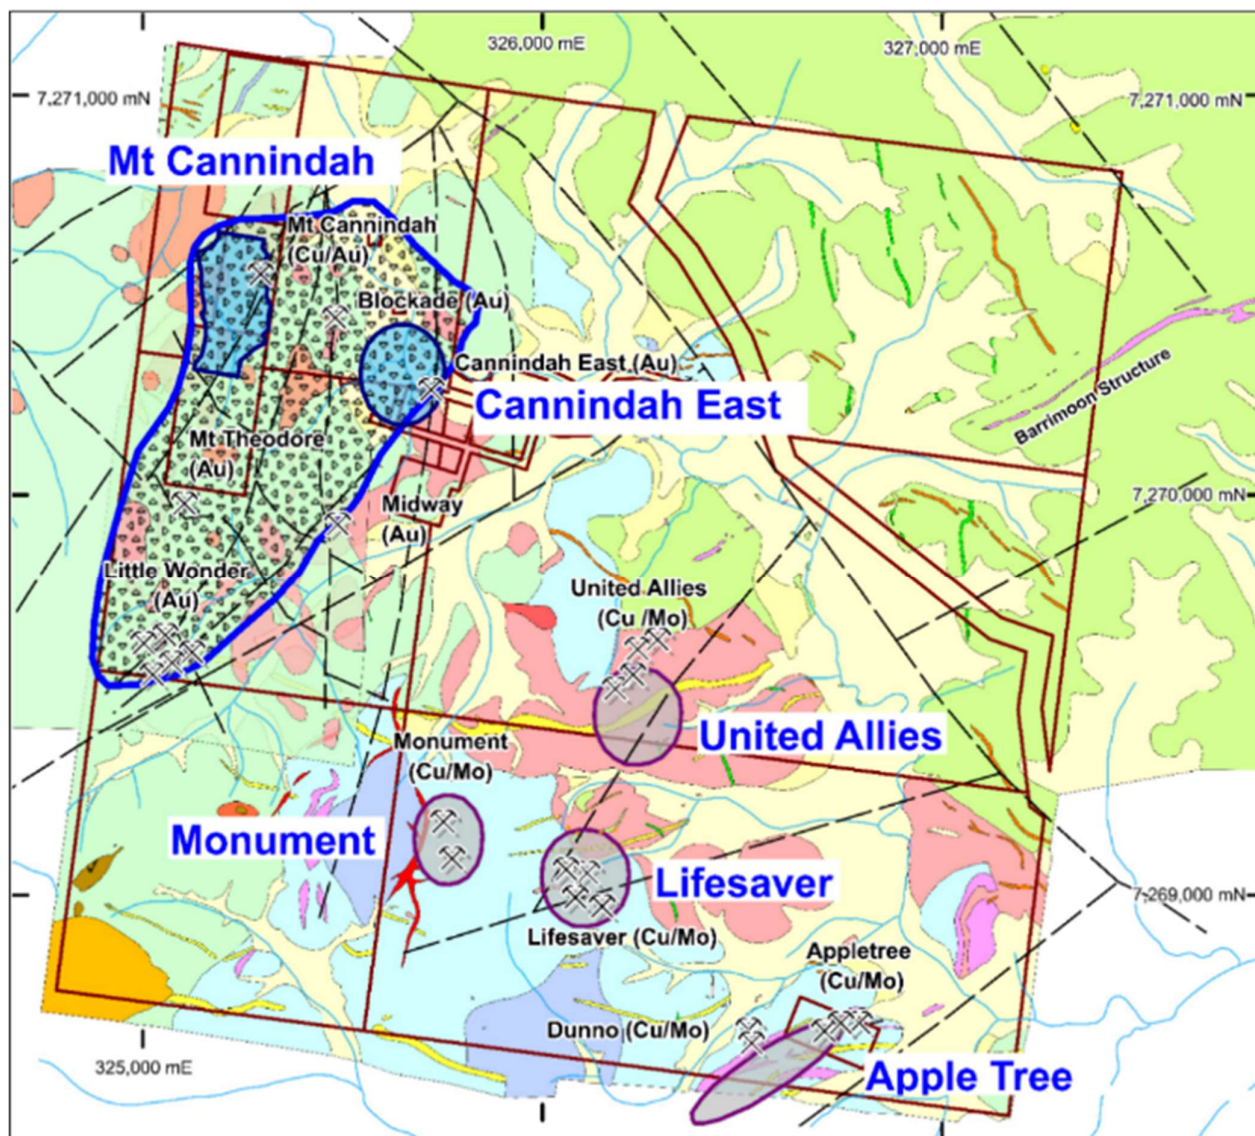 326,000 mE
327,000 mE
7,271,000 mN
7,271,000 mN
Mt Cannindah
Mt Cannindah
(Cu/Au)
Blockade (Au)
Cannindah East (Au)
Cannindah East
Barrimoon Structure
Mt Theodore
(Au)
Midway
(Au)
7,270,000 mN
Little Wonder
(Au)
United Allies
(Cu /Mo)
United Allies
Monument
(Cu/Mo)
Monument
Lifesaver
7,269,000 mN
Lifesaver (Cu/Mo)
Appletree
(Cu/Mo)
Dunno (Cu/Mo)
Apple Tree
325,000 mE